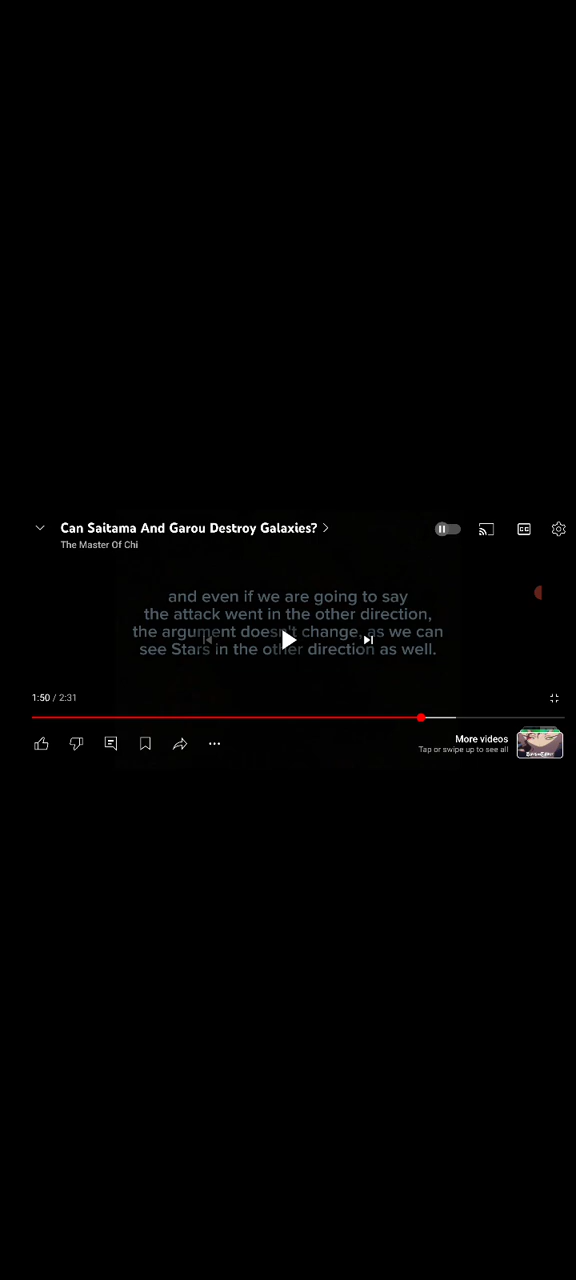 Can Saitama And Garou Destroy Galaxies?
The Master Of Chi
CC
and even if we are going to say
the attack went in the other direction,
the argument doesn't change, as we can
see Stars in the other direction as well.
1:50 / 2:31
More videos
Tap or swipe up to see all